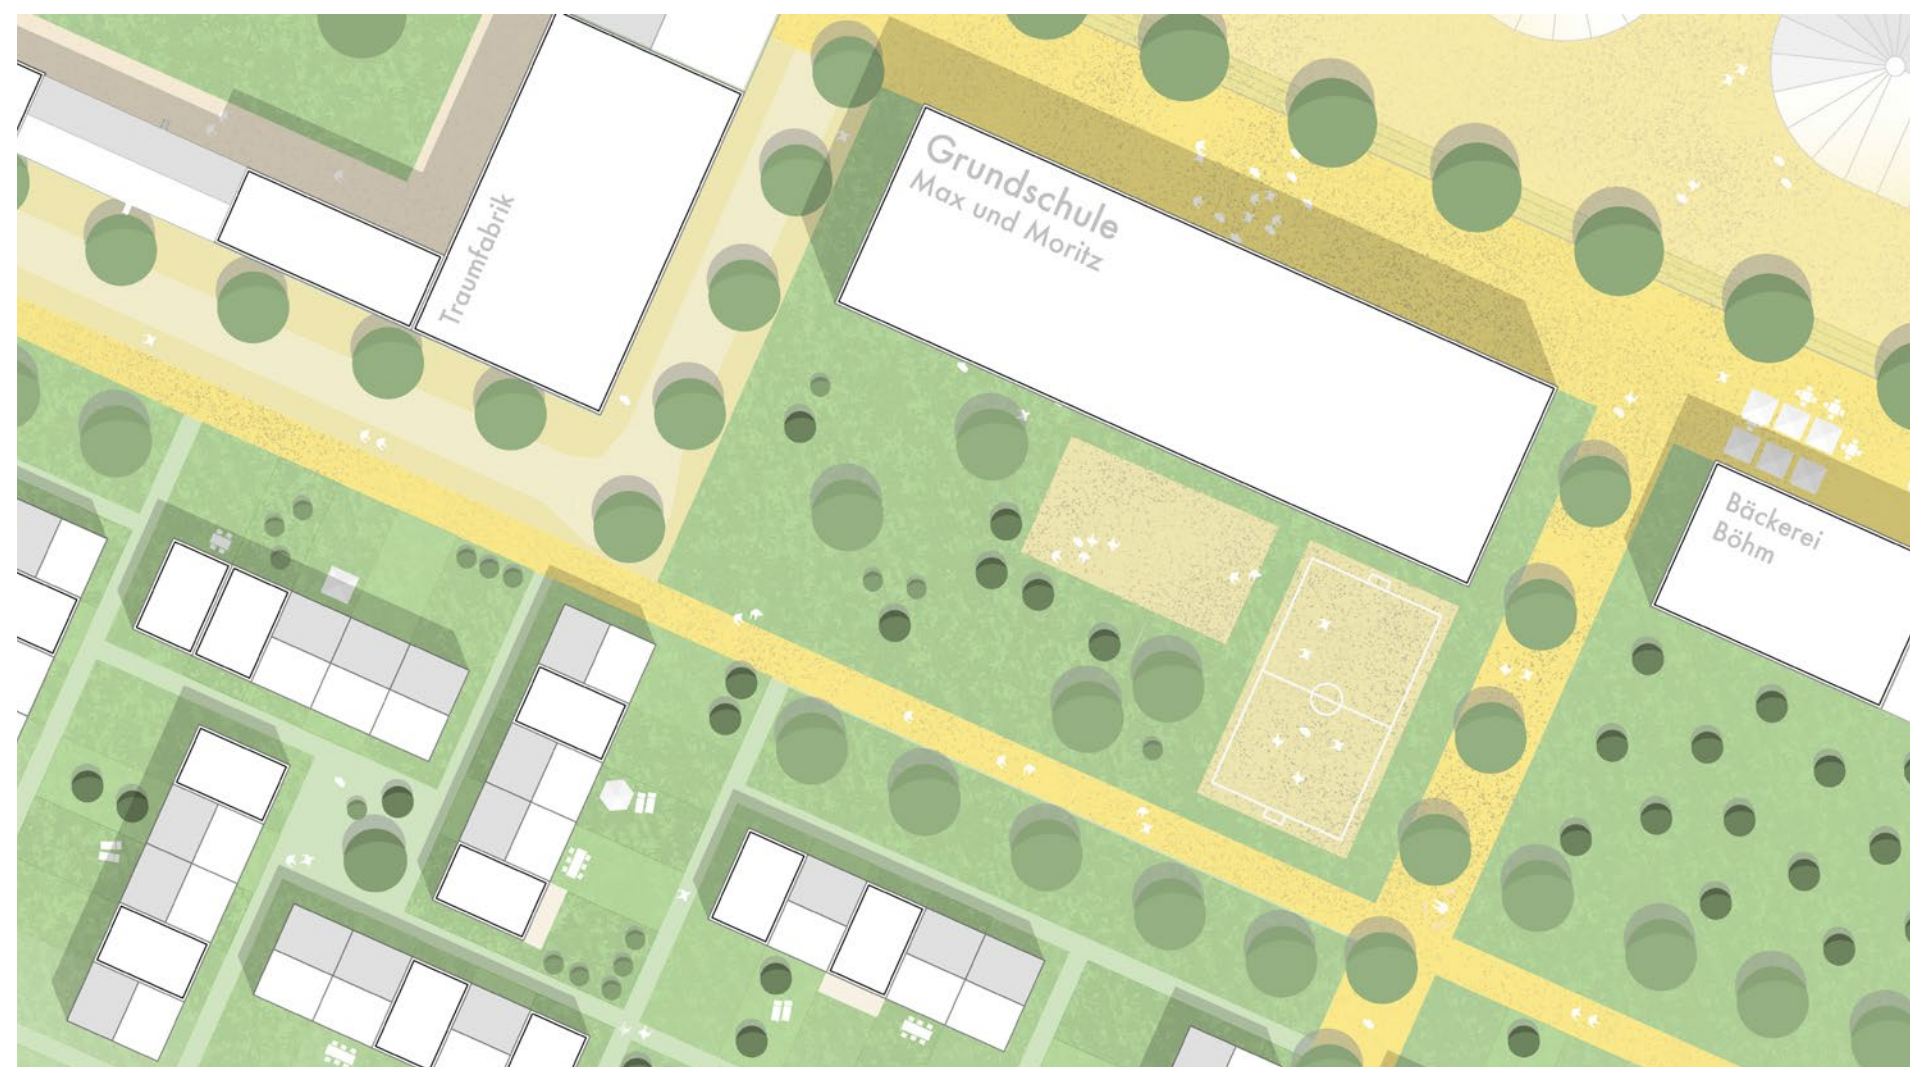 Grundschule
Max und Moritz
Traumfabrik
Bäckerei
Böhm